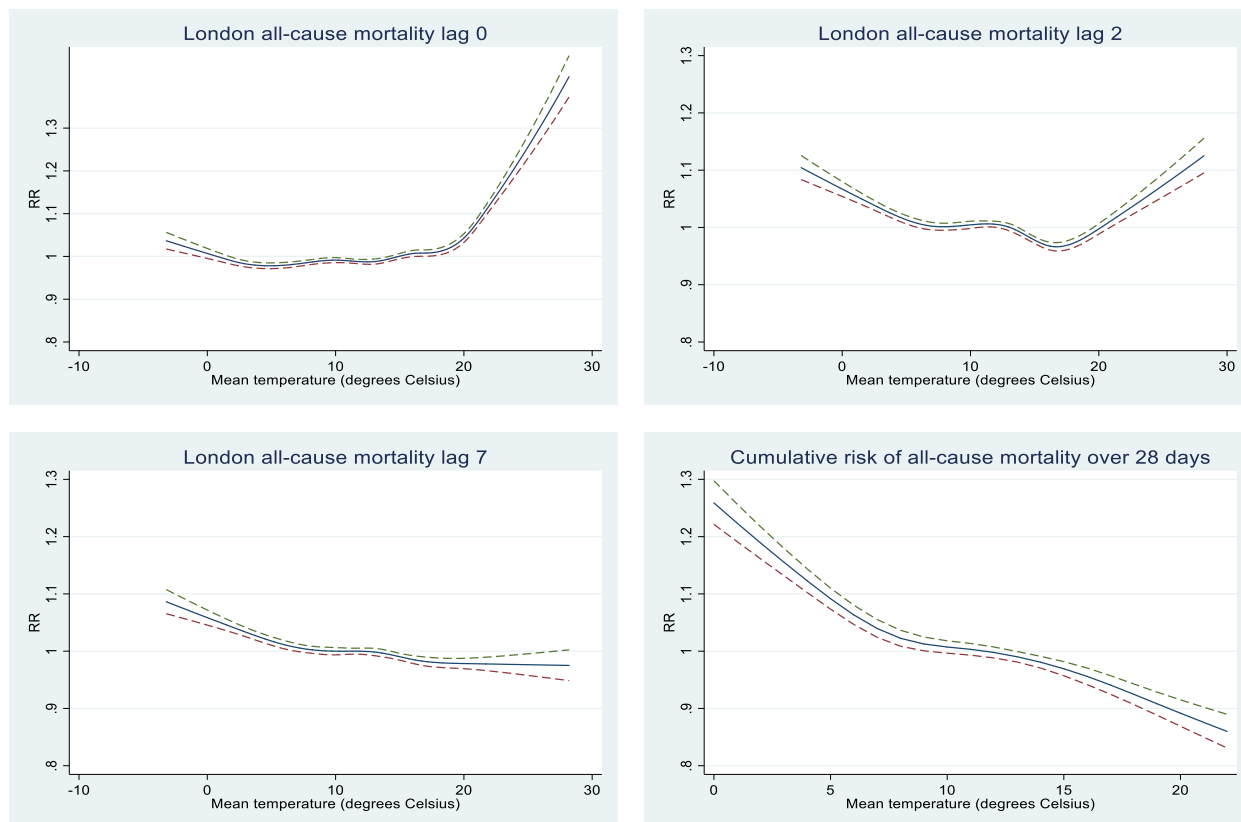 London all-cause mortality lag 0
RR
1.3
1.2
1.1
1
.9
.8
-10 0 10 20 30
Mean temperature (degrees Celsius)
London all-cause mortality lag 2
RR
1.3
1.2
1.1
1
.9
.8
-10 0 10 20 30
Mean temperature (degrees Celsius)
London all-cause mortality lag 7
RR
1.3
1.2
1.1
1
.9
.8
-10 0 10 20 30
Mean temperature (degrees Celsius)
Cumulative risk of all-cause mortality over 28 days
RR
1.3
1.2
1.1
1
.9
.8
0 5 10 15 20
Mean temperature (degrees Celsius)